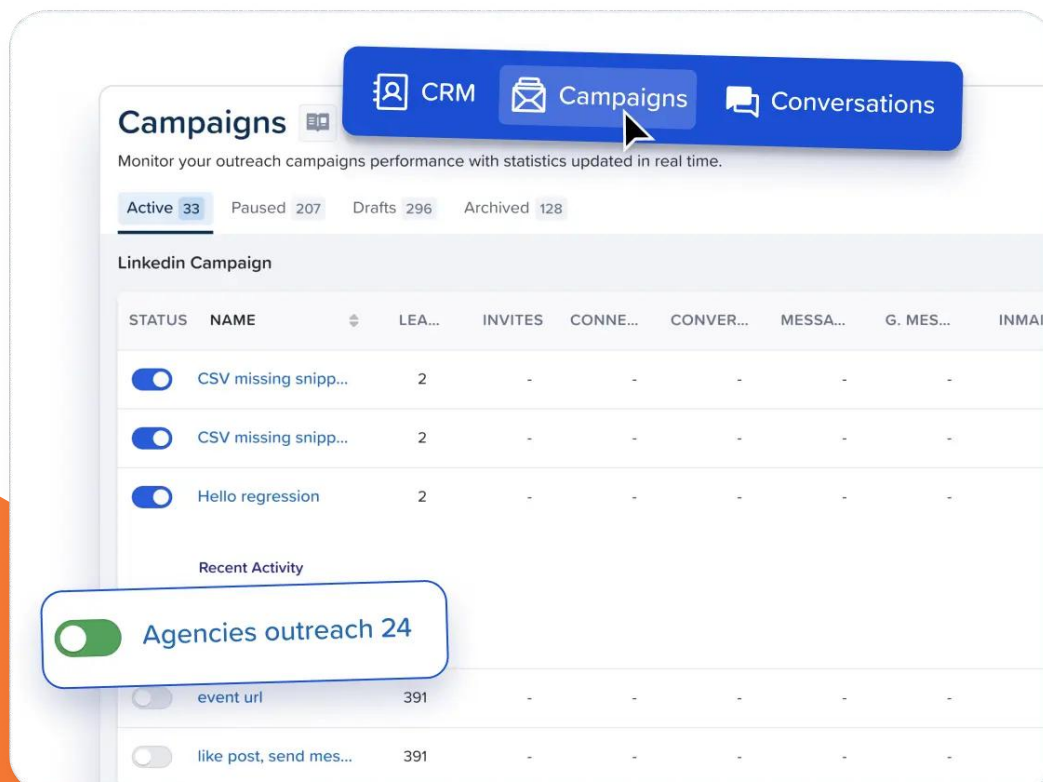 CRM Campaigns Conversations
Campaigns
Monitor your outreach campaigns performance with statistics updated in real time.
Active 33 Paused 207 Drafts 296 Archived 128
Linkedin Campaign
STATUS NAME LEA... INVITES CONNE... CONVER... MESSA... G. MES... INMAI
CSV missing snipp... 2 - - - - -
CSV missing snipp... 2 - - - - -
Hello regression 2 - - - - -
Recent Activity
Agencies outreach 24
event url 391 - - - - -
like post, send mes... 391 - - - - -